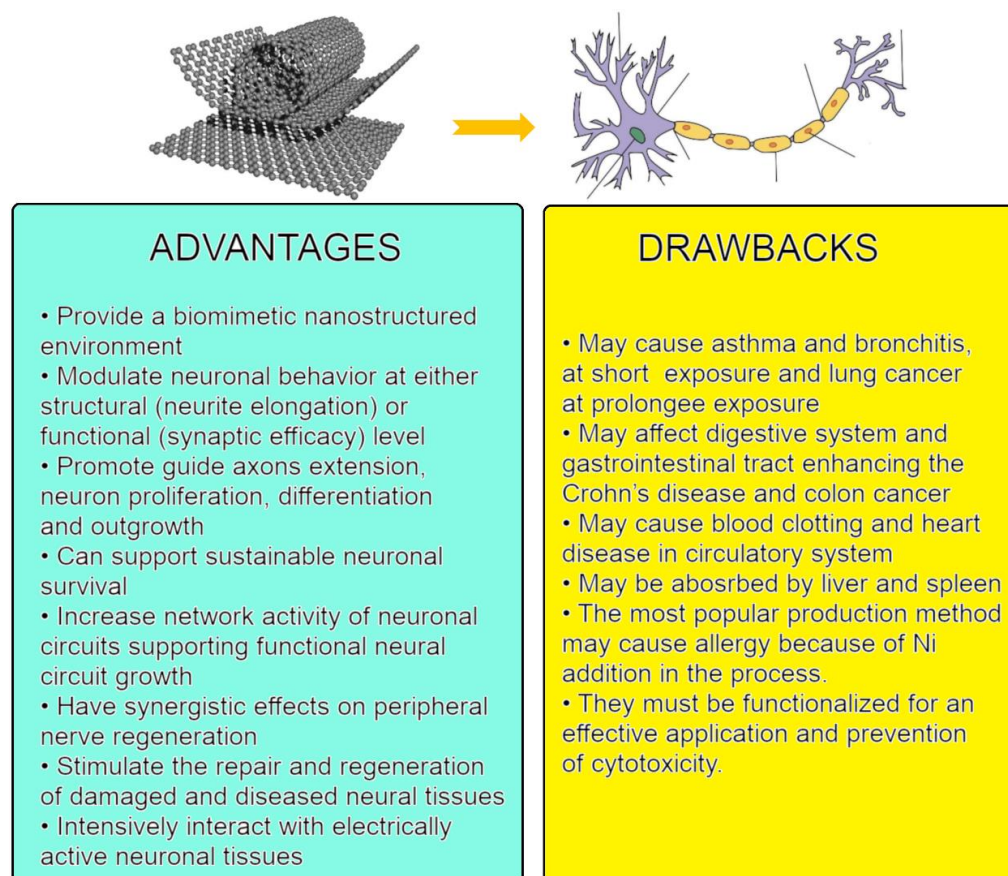 ADVANTAGES
• Provide a biomimetic nanostructured
environment
• Modulate neuronal behavior at either
structural (neurite elongation) or
functional (synaptic efficacy) level
• Promote guide axons extension,
neuron proliferation, differentiation
and outgrowth
• Can support sustainable neuronal
survival
• Increase network activity of neuronal
circuits supporting functional neural
circuit growth
• Have synergistic effects on peripheral
nerve regeneration
• Stimulate the repair and regeneration
of damaged and diseased neural tissues
• Intensively interact with electrically
active neuronal tissues
DRAWBACKS
• May cause asthma and bronchitis,
at short exposure and lung cancer
at prolongee exposure
• May affect digestive system and
gastrointestinal tract enhancing the
Crohn's disease and colon cancer
• May cause blood clotting and heart
disease in circulatory system
• May be abosrbed by liver and spleen
• The most popular production method
may cause allergy because of Ni
addition in the process.
• They must be functionalized for an
effective application and prevention
of cytotoxicity.